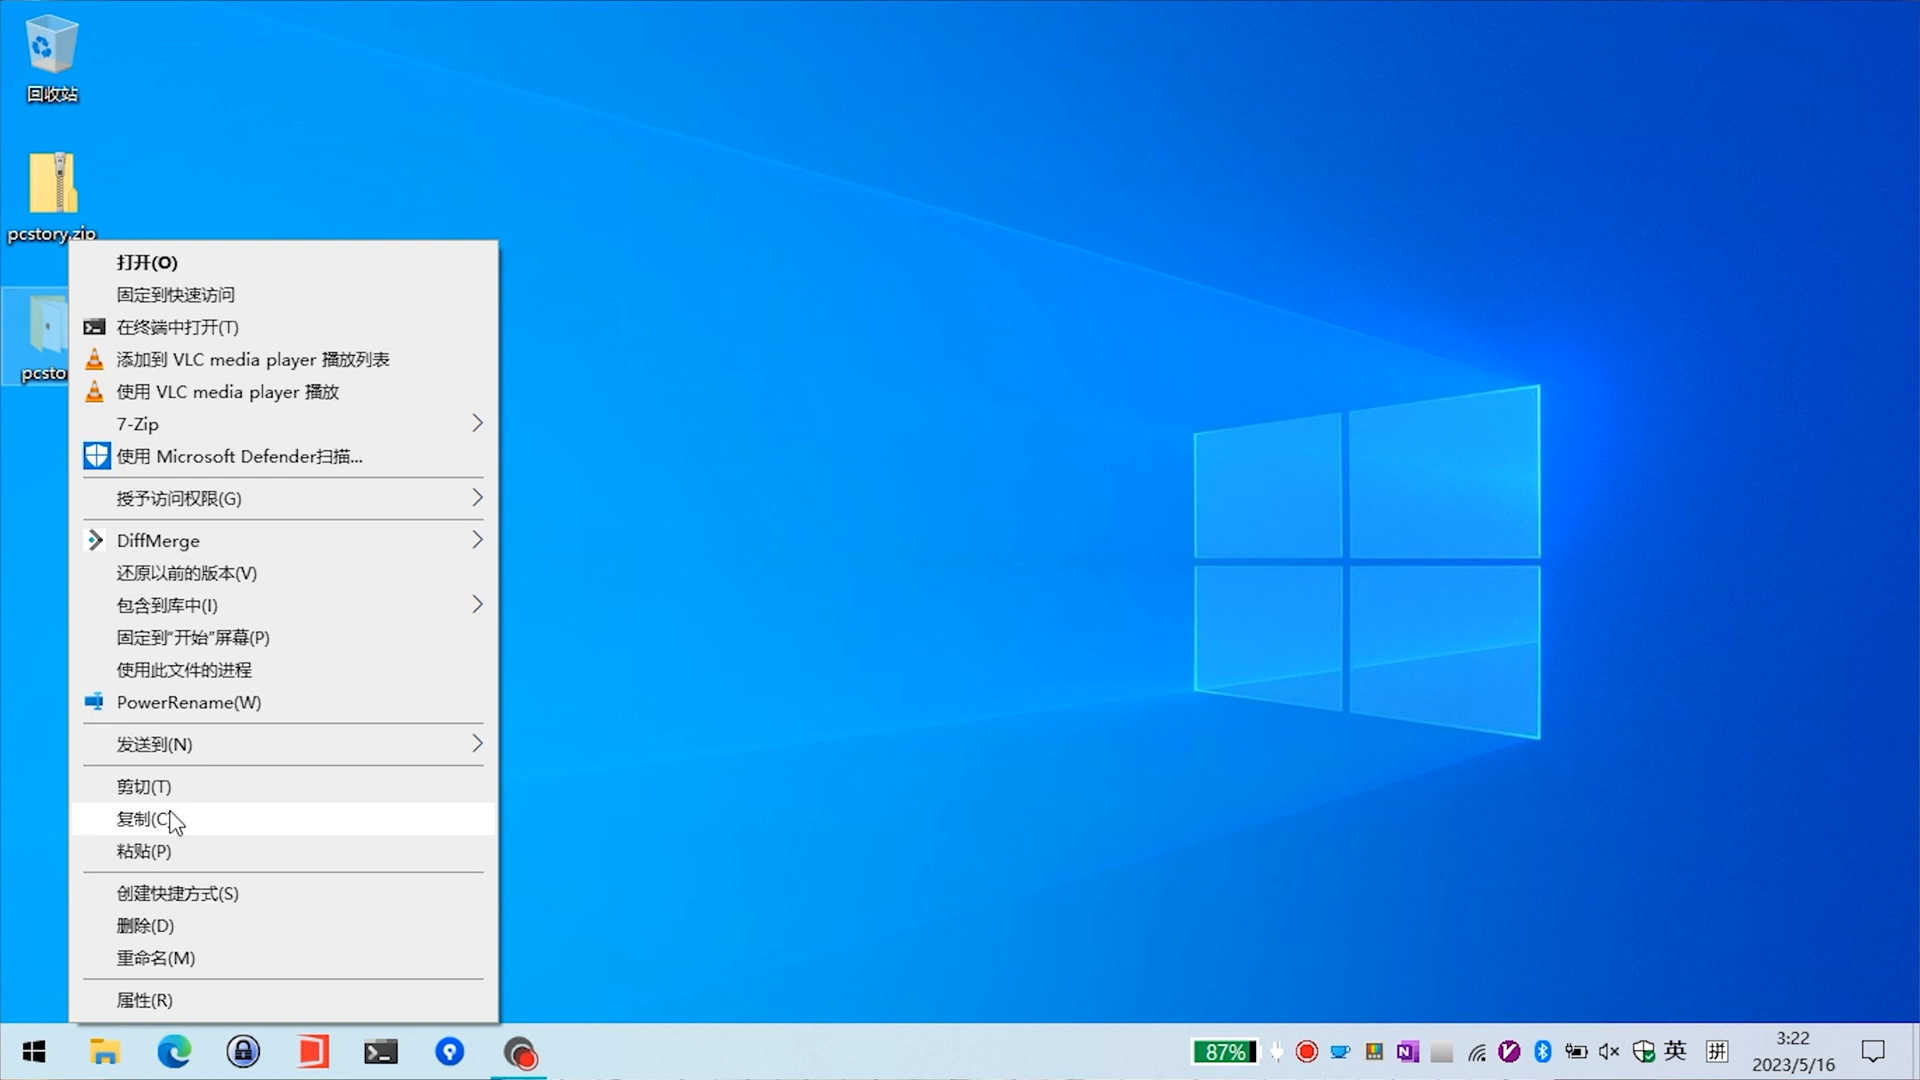 回收站
pcstory.zip
pcsto
打开(O)
固定到快速访问
在终端中打开(T)
添加到 VLC media player 播放列表
使用 VLC media player 播放
7-Zip
使用 Microsoft Defender扫描...
授予访问权限(G)
DiffMerge
还原以前的版本(V)
包含到库中(I)
固定到"开始"屏幕(P)
使用此文件的进程
PowerRename(W)
发送到(N)
剪切(T)
复制(C
粘贴(P)
创建快捷方式(S)
删除(D)
重命名(M)
属性(R)
87%
英
拼
3:22
2023/5/16